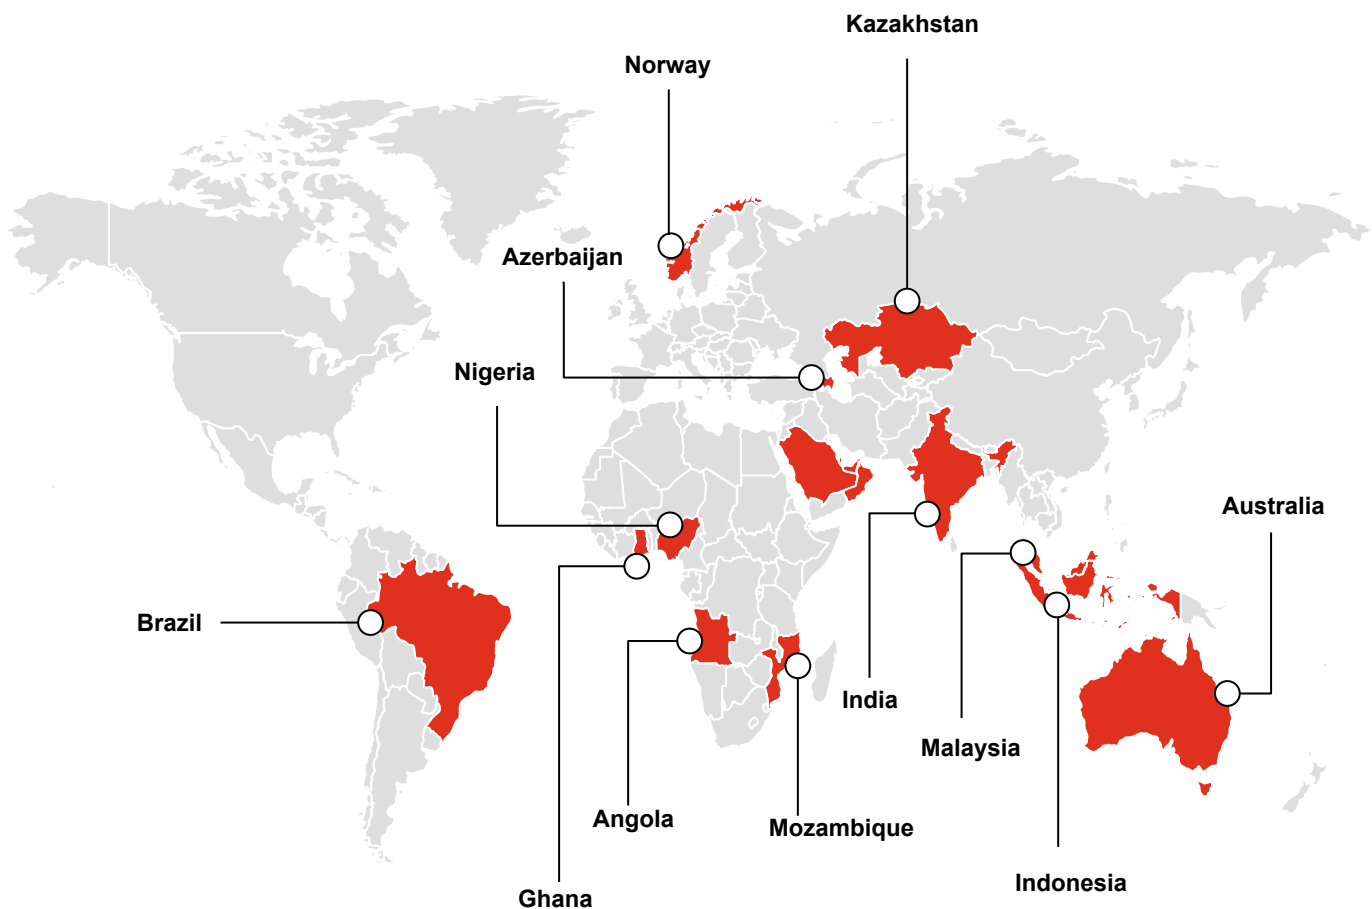 Kazakhstan
Norway
Azerbaijan
Nigeria
Australia
Brazil
India
Malaysia
Angola
Mozambique
Indonesia
Ghana